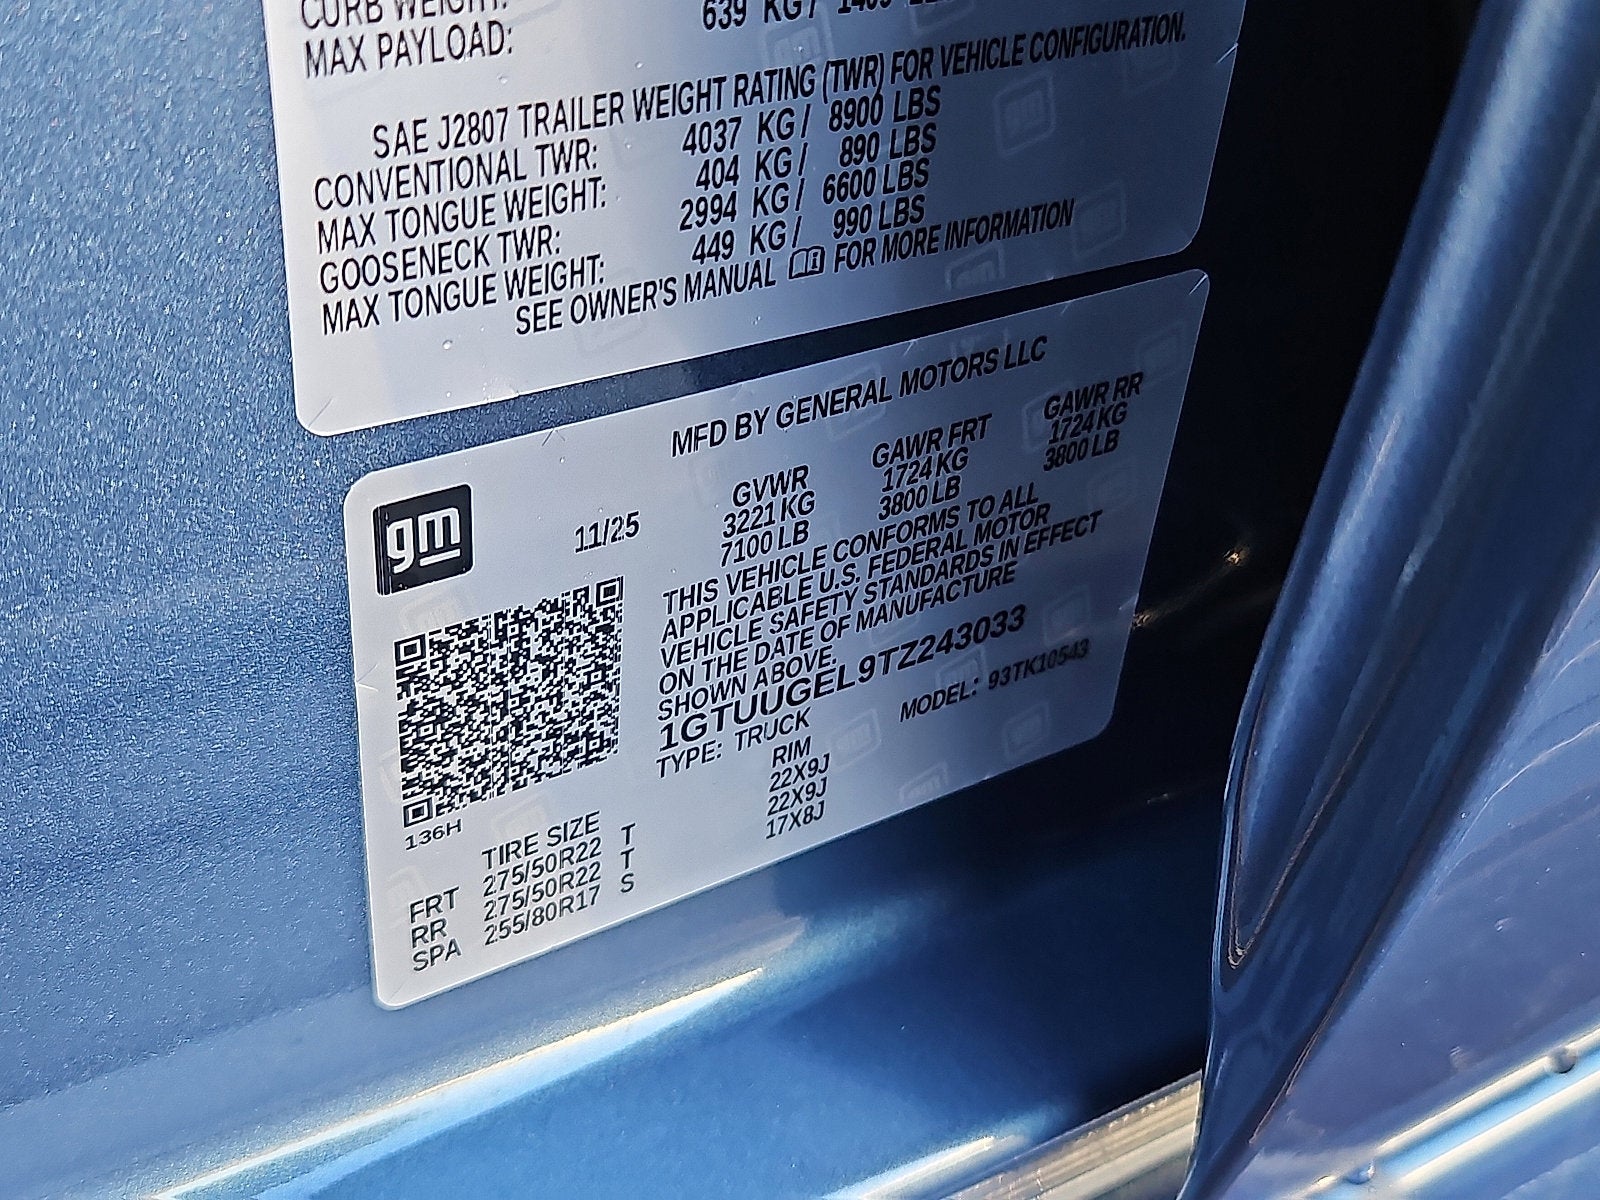 CURB WEIGHT:
MAX PAYLOAD: 639 KG/
SAE J2807 TRAILER WEIGHT RATING (TWR) FOR VEHICLE CONFIGURATION.
CONVENTIONAL TWR: 4037 KG/ 8900 LBS
MAX TONGUE WEIGHT: 404 KG/ 890 LBS
GOOSENECK TWR: 2994 KG/ 6600 LBS
MAX TONGUE WEIGHT: 449 KG/ 990 LBS
SEE OWNER'S MANUAL FOR MORE INFORMATION
MFD BY GENERAL MOTORS LLC
gm
11/25
GVWR GAWR FRT GAWR RR
3221 KG 1724 KG 1724 KG
7100 LB 3800 LB 3800 LB
THIS VEHICLE CONFORMS TO ALL
APPLICABLE U.S. FEDERAL MOTOR
VEHICLE SAFETY STANDARDS IN EFFECT
ON THE DATE OF MANUFACTURE
SHOWN ABOVE.
1GTUUGEL9TZ243033
TYPE: TRUCK MODEL: 93TK10543
136H
TIRE SIZE RIM
FRT 275/50R22 T 22X9J
RR 275/50R22 T 22X9J
SPA 255/80R17 S 17X8J